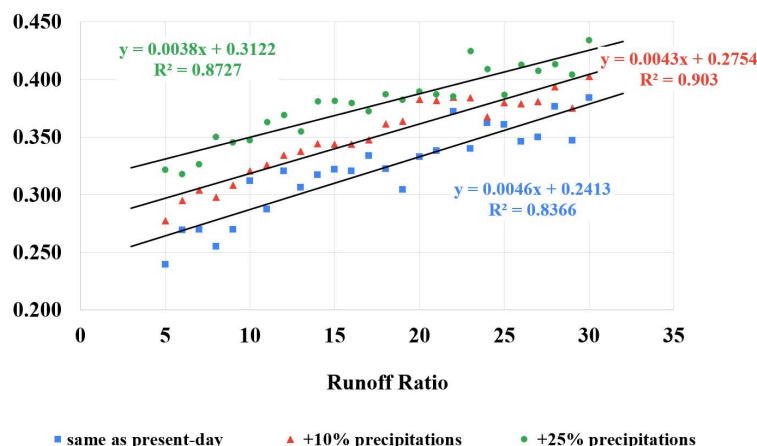 0.450
y = 0.0038x + 0.3122
R² = 0.8727
y = 0.0043x + 0.2754
R² = 0.903
0.400
0.350
0.300
y = 0.0046x + 0.2413
R² = 0.8366
0.250
0.200
0 5 10 15 20 25 30 35
Runoff Ratio
same as present-day +10% precipitations +25% precipitations